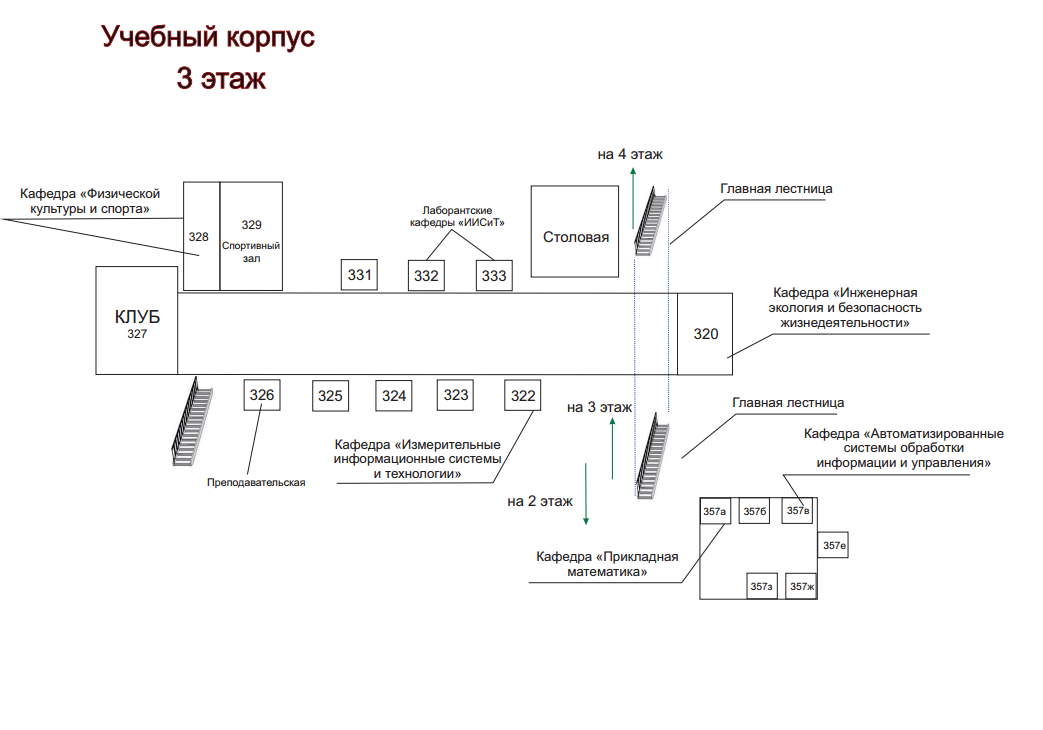 Учебный корпус
3 этаж
на 4 этаж
Главная лестница
Кафедра «Физической
культуры и спорта»
328
329
Спортивный
зал
Лаборантские
кафедры «ИИСиТ»
Столовая
331
332
333
КЛУБ
327
320
Кафедра «Инженерная
экология и безопасность
жизнедеятельности»
326
325
324
323
322
на 3 этаж
Главная лестница
Кафедра «Измерительные
информационные системы
и технологии»
Преподавательская
на 2 этаж
Кафедра «Автоматизированные
системы обработки
информации и управления»
357а
357б
357в
357е
Кафедра «Прикладная
математика»
357з
357ж